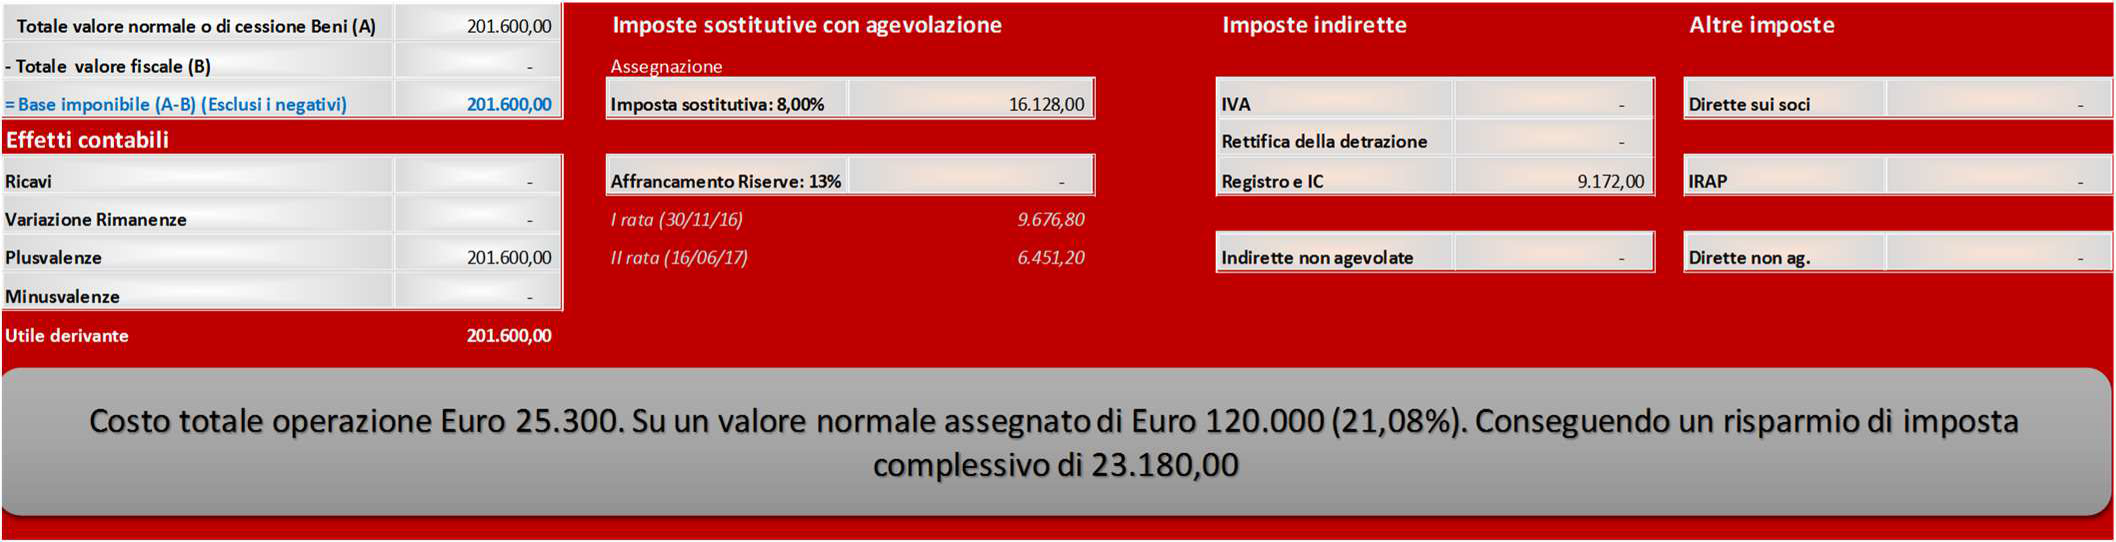 Totale valore normale o di cessione Beni (A) 201.600,00
- Totale valore fiscale (B) -
= Base imponibile (A-B) (Esclusi i negativi) 201.600,00
Effetti contabili
Ricavi -
Variazione Rimanenze -
Plusvalenze 201.600,00
Minusvalenze -
Utile derivante 201.600,00
Imposte sostitutive con agevolazione
Assegnazione
Imposta sostitutiva: 8,00% 16.128,00
Affrancamento Riserve: 13% -
I rata (30/11/16) 9.676,80
II rata (16/06/17) 6.451,20
Imposte indirette
IVA -
Rettifica della detrazione -
Registro e IC 9.172,00
Indirette non agevolate -
Altre imposte
Dirette sui soci -
IRAP -
Dirette non ag. -
Costo totale operazione Euro 25.300. Su un valore normale assegnato di Euro 120.000 (21,08%). Conseguendo un risparmio di imposta
complessivo di 23.180,00